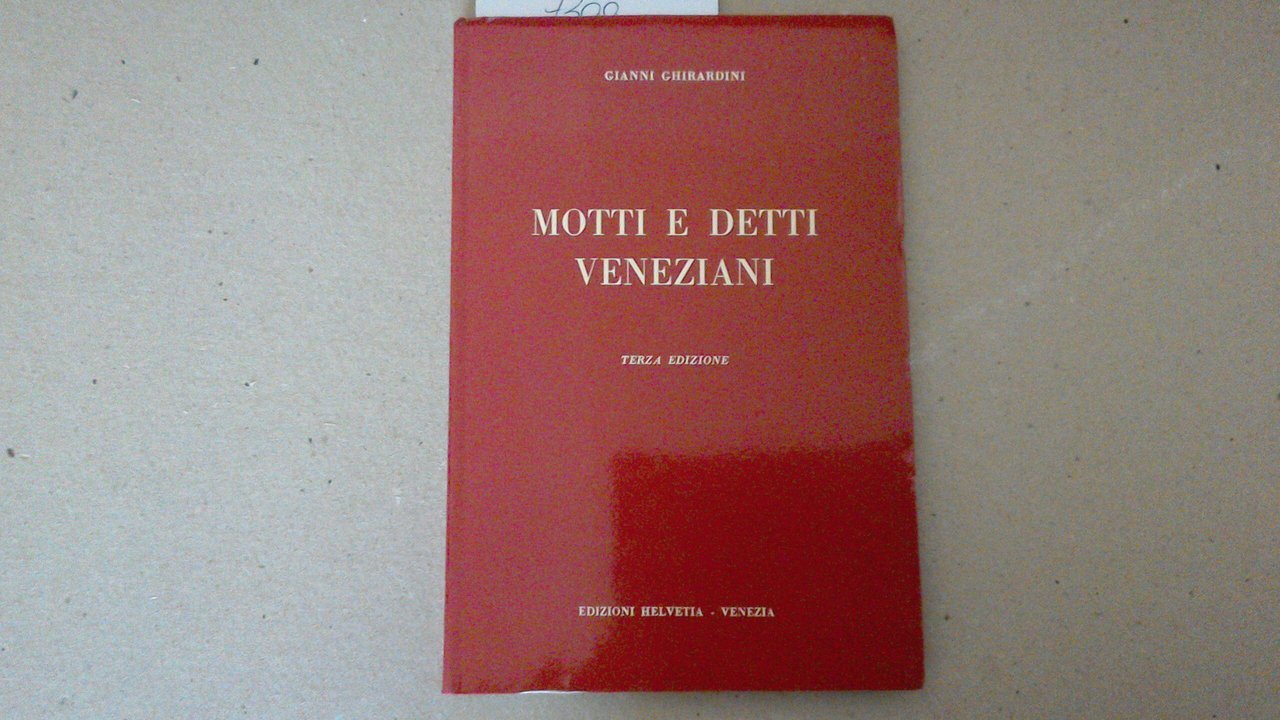 GIANNI GHIRARDINI
MOTTI E DETTI
VENEZIANI
TERZA EDIZIONE
EDIZIONI HELVETIA - VENEZIA